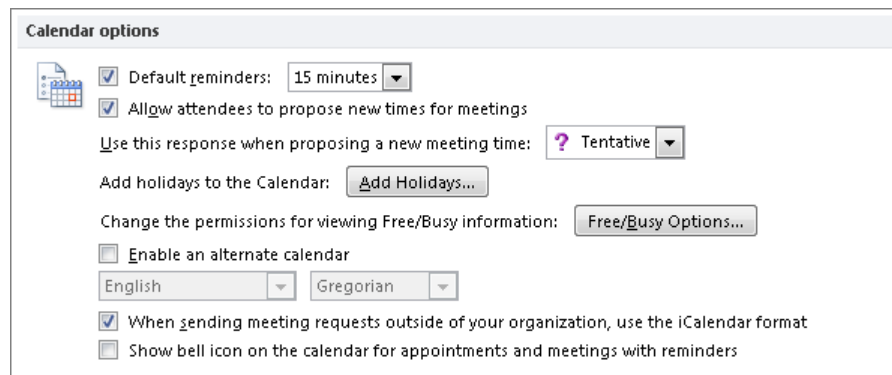 Calendar options
Default reminders: 15 minutes
Allow attendees to propose new times for meetings
Use this response when proposing a new meeting time: ? Tentative
Add holidays to the Calendar: Add Holidays...
Change the permissions for viewing Free/Busy information: Free/Busy Options...
Enable an alternate calendar
English Gregorian
When sending meeting requests outside of your organization, use the iCalendar format
Show bell icon on the calendar for appointments and meetings with reminders